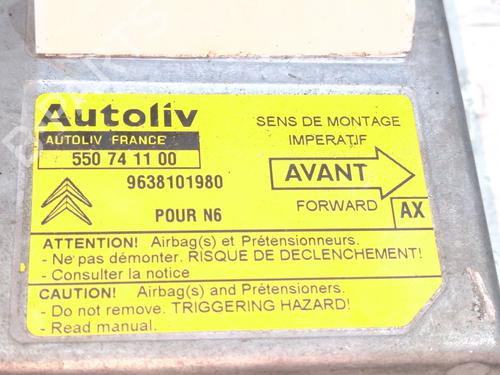 Autoliv
AUTOLIV FRANCE
550 74 11 00
9638101980
POUR N6
SENS DE MONTAGE
IMPERATIF
AVANT
FORWARD
AX
ATTENTION! Airbag(s) et Prétensionneurs.
- Ne pas démonter. RISQUE DE DECLENCHEMENT!
- Consulter la notice
CAUTION! Airbag(s) and Pretensioners.
- Do not remove. TRIGGERING HAZARD!
- Read manual.